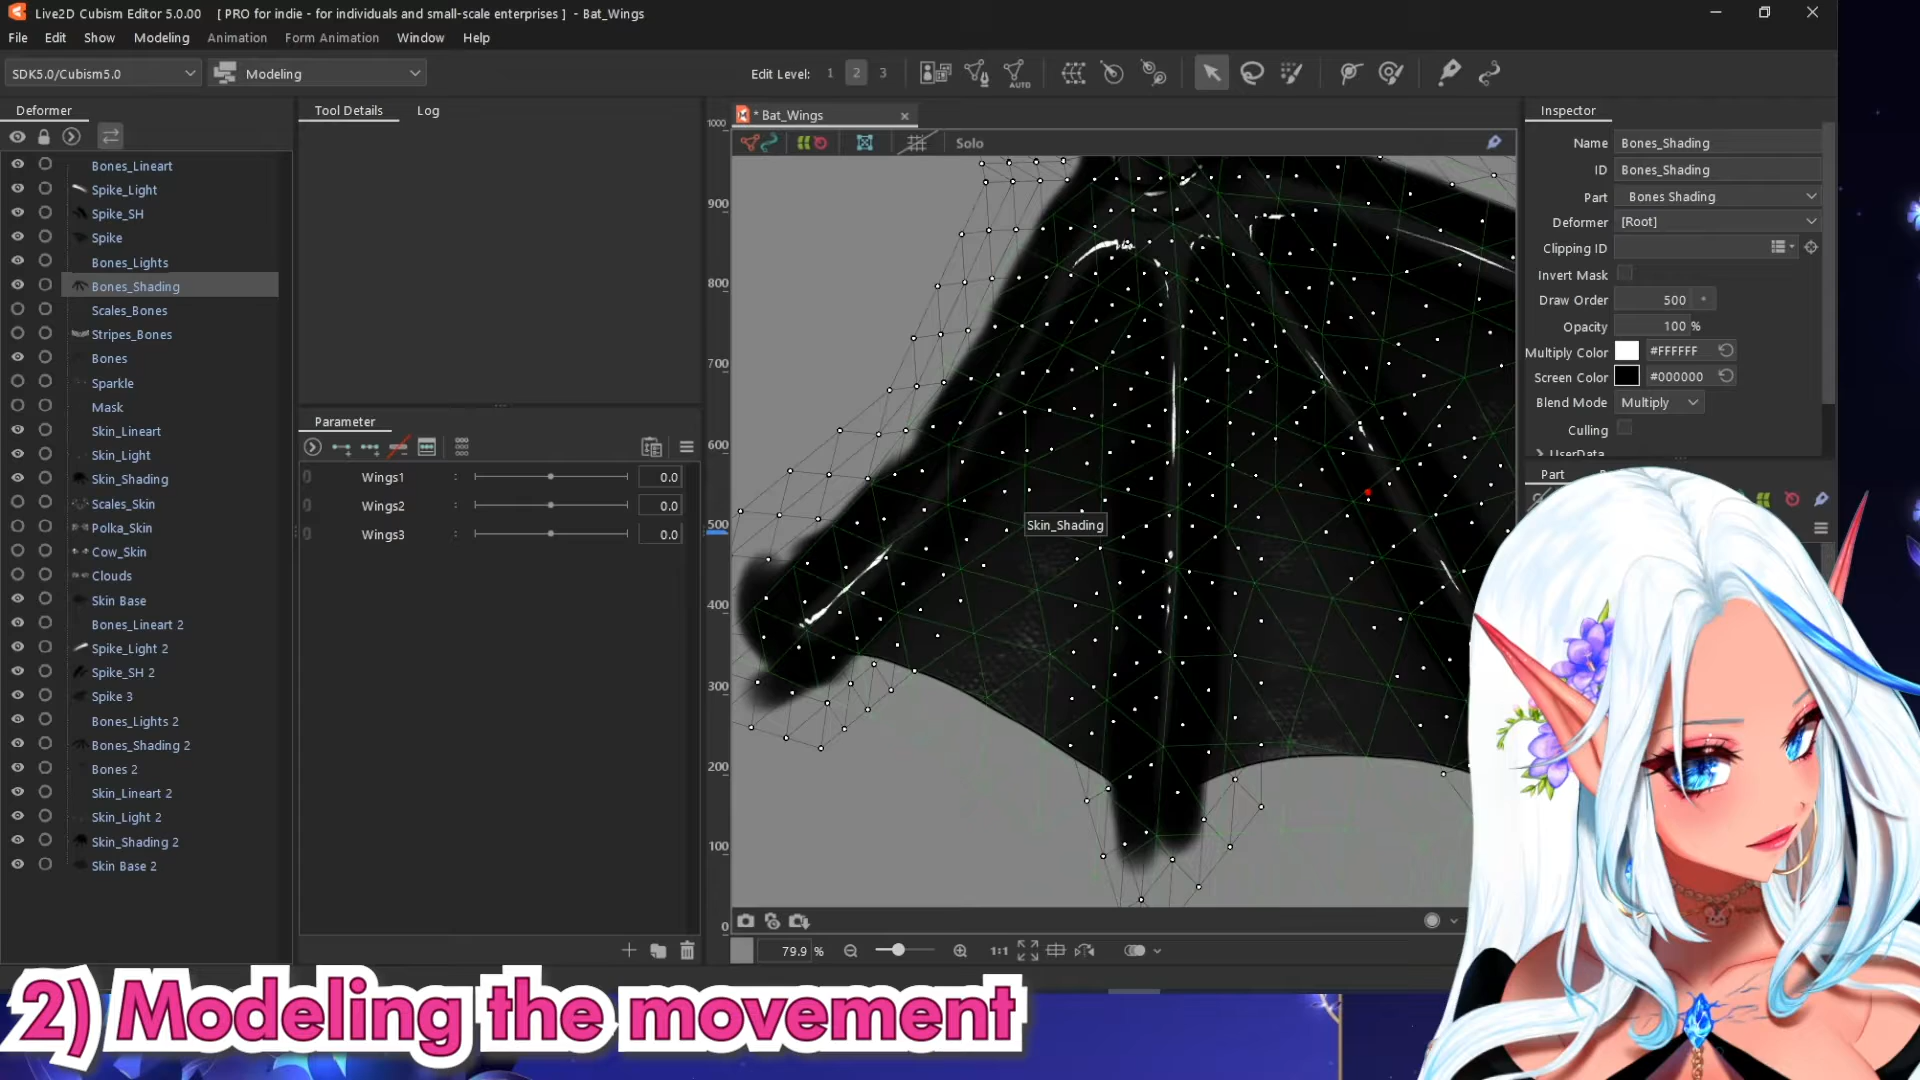 Live2D Cubism Editor 5.0.00 [ PRO for indie - for individuals and small-scale enterprises ] - Bat_Wings
File Edit Show Modeling Animation Form Animation Window Help
SDK5.0/Cubism5.0 Modeling Edit Level: 1 2 3 AUTO
Deformer
Bones_Lineart
Spike_Light
Spike_SH
Spike
Bones_Lights
Bones_Shading
Scales_Bones
Stripes_Bones
Bones
Sparkle
Mask
Skin_Lineart
Skin_Light
Skin_Shading
Scales_Skin
Polka_Skin
Cow_Skin
Clouds
Skin Base
Bones_Lineart 2
Spike_Light 2
Spike_SH 2
Spike 3
Bones_Lights 2
Bones_Shading 2
Bones 2
Skin_Lineart 2
Skin_Light 2
Skin_Shading 2
Skin Base 2
Tool Details Log
Parameter
Wings1 : 0.0
Wings2 : 0.0
Wings3 : 0.0
* Bat_Wings
Solo
1000
900
800
700
600
500
400
300
200
100
0
Skin_Shading
79.9 % 1:1
Inspector
Name Bones_Shading
ID Bones_Shading
Part Bones Shading
Deformer [Root]
Clipping ID
Invert Mask
Draw Order 500
Opacity 100 %
Multiply Color #FFFFFF
Screen Color #000000
Blend Mode Multiply
Culling
UserData
Part
2) Modeling the movement